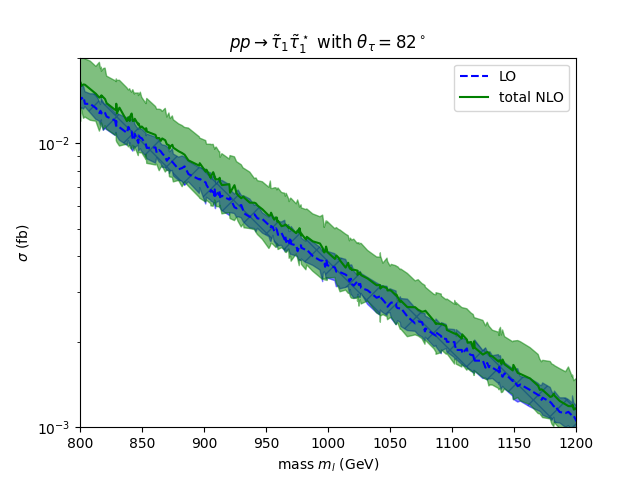 pp → τ̃₁τ̃₁* with θ_τ = 82°
LO
total NLO
10⁻²
10⁻³
σ (fb)
800 850 900 950 1000 1050 1100 1150 1200
mass m_l (GeV)